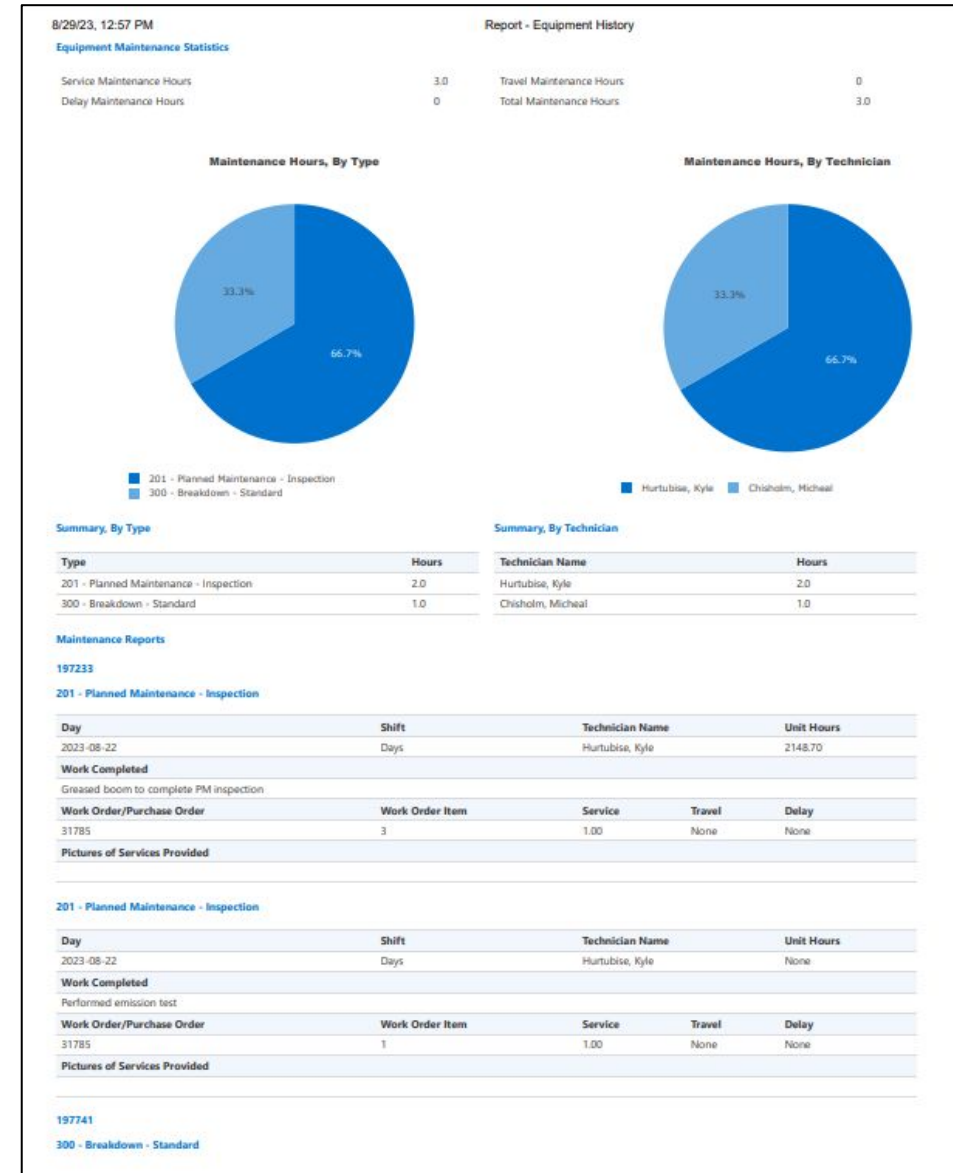 8/29/23, 12:57 PM Report - Equipment History
Equipment Maintenance Statistics
Service Maintenance Hours 3.0 Travel Maintenance Hours 0
Delay Maintenance Hours 0 Total Maintenance Hours 3.0
Maintenance Hours, By Type Maintenance Hours, By Technician
33.3% 33.3%
66.7% 66.7%
201 - Planned Maintenance - Inspection
300 - Breakdown - Standard
Hurtubise, Kyle Chisholm, Micheal
Summary, By Type Summary, By Technician
Type Hours Technician Name Hours
201 - Planned Maintenance - Inspection 2.0 Hurtubise, Kyle 2.0
300 - Breakdown - Standard 1.0 Chisholm, Micheal 1.0
Maintenance Reports
197233
201 - Planned Maintenance - Inspection
Day Shift Technician Name Unit Hours
2023-08-22 Days Hurtubise, Kyle 2148.70
Work Completed
Greased boom to complete PM inspection
Work Order/Purchase Order Work Order Item Service Travel Delay
31785 3 1.00 None None
Pictures of Services Provided
201 - Planned Maintenance - Inspection
Day Shift Technician Name Unit Hours
2023-08-22 Days Hurtubise, Kyle None
Work Completed
Performed emission test
Work Order/Purchase Order Work Order Item Service Travel Delay
31785 1 1.00 None None
Pictures of Services Provided
197741
300 - Breakdown - Standard